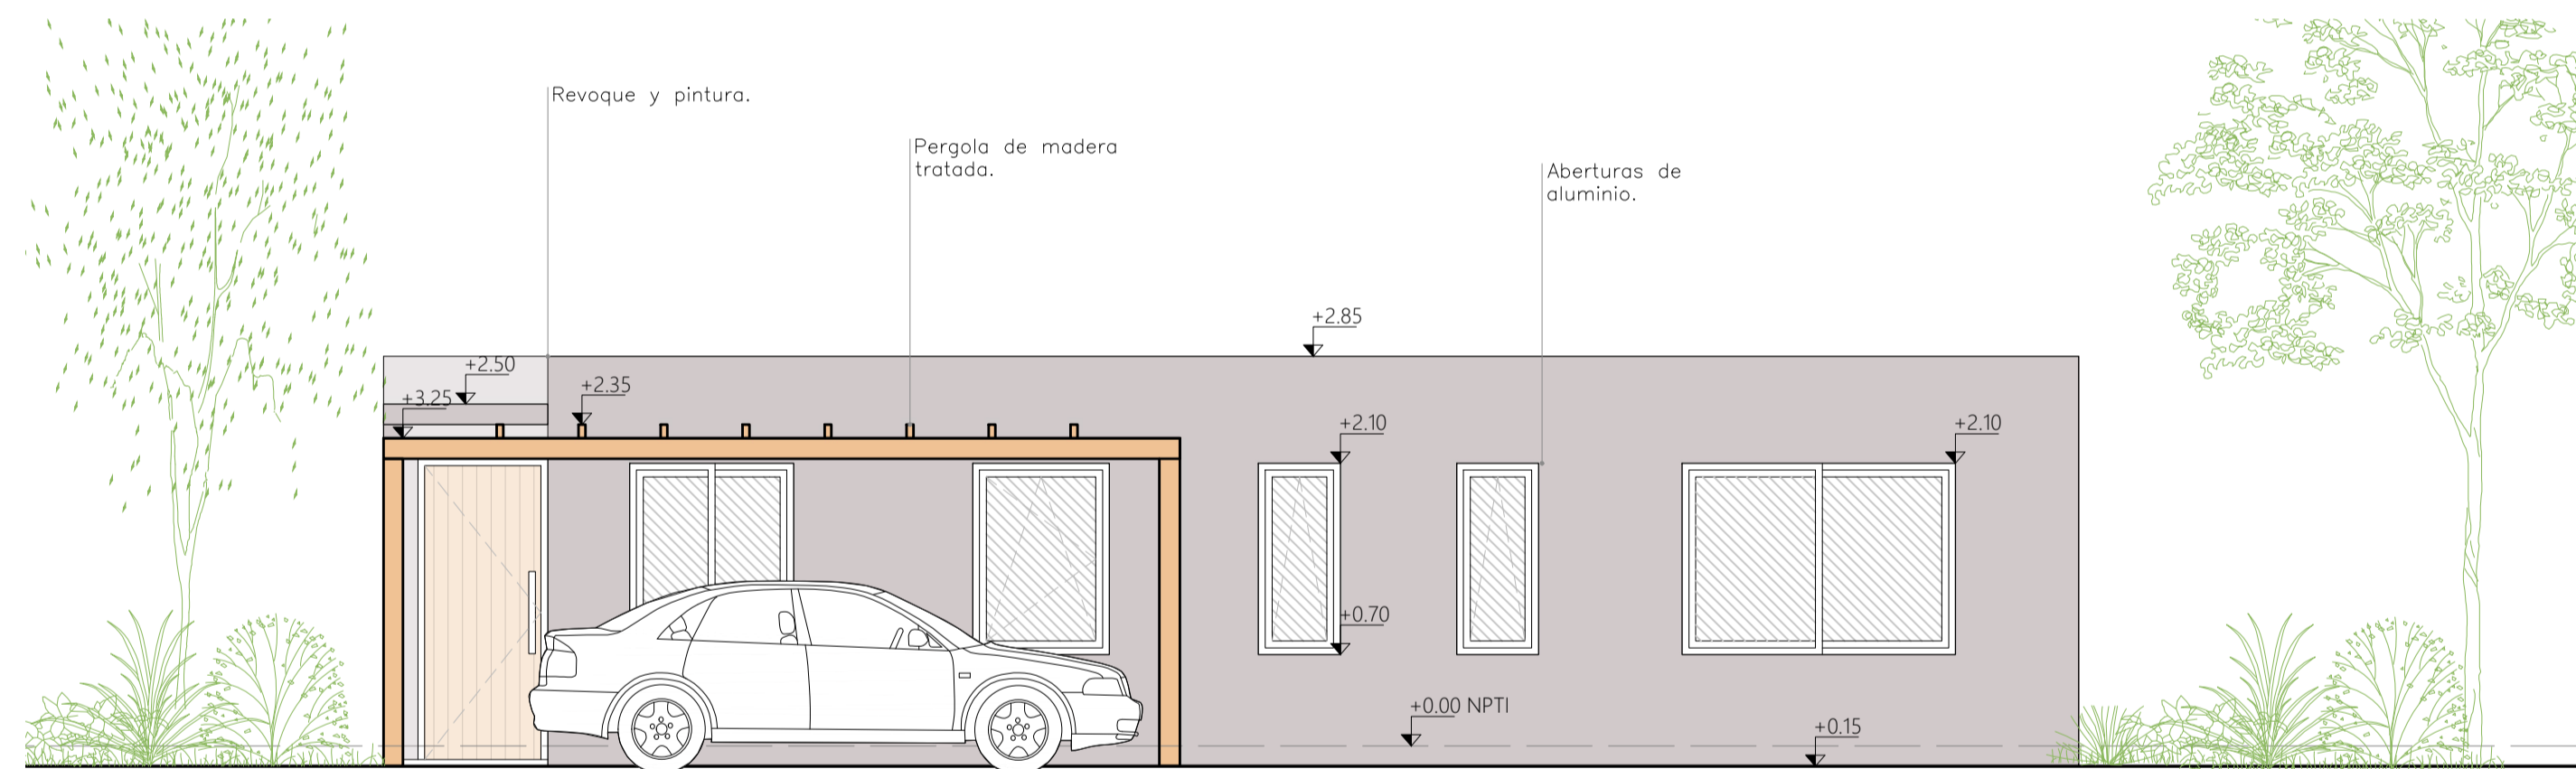 Revoque y pintura.
Pergola de madera
tratada.
Aberturas de
aluminio.
+2.85
+2.50
+2.35
+3.25
+2.10
+2.10
+0.70
+0.00 NPTI
+0.15